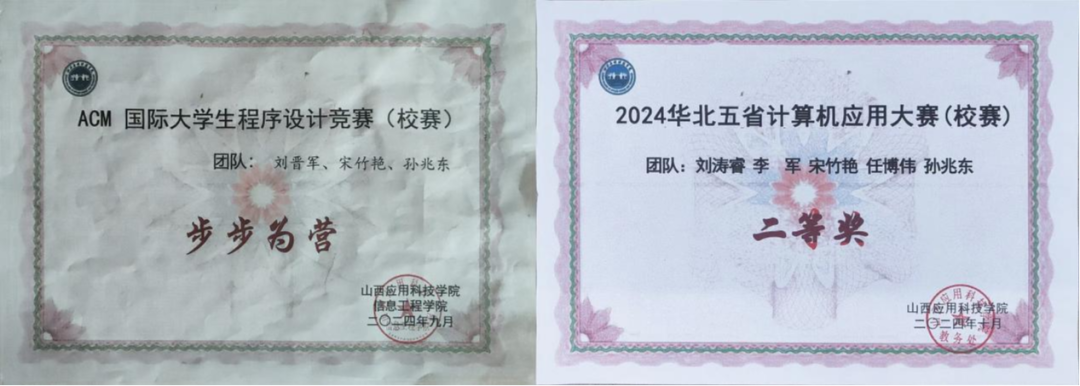 ACM 国际大学生程序设计竞赛（校赛）
团队： 刘晋军、宋竹艳、孙兆东
步步为营
山西应用科技学院
信息工程学院
二〇二四年九月
2024华北五省计算机应用大赛(校赛)
团队：刘涛睿 李 军 宋竹艳 任博伟 孙兆东
二等奖
山西应用科技学院
二〇二四年十月
教务处